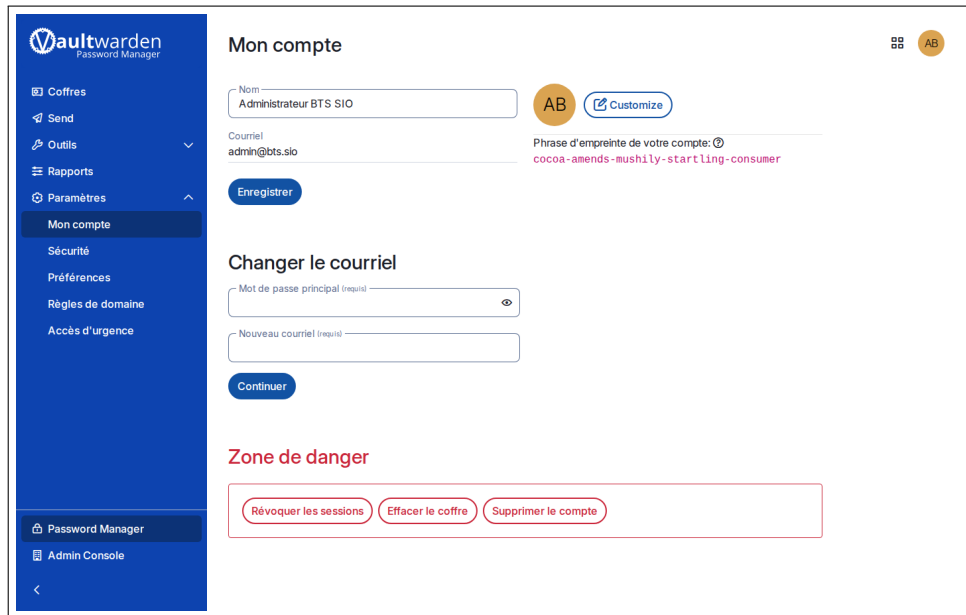 Vaultwarden
Password Manager
Coffres
Send
Outils
Rapports
Paramètres
Mon compte
Sécurité
Préférences
Règles de domaine
Accès d'urgence
Password Manager
Admin Console
Mon compte
AB
Nom
Administrateur BTS SIO
Courriel
admin@bts.sio
Enregistrer
AB
Customize
Phrase d'empreinte de votre compte:
cocoa-amends-mushily-startling-consumer
Changer le courriel
Mot de passe principal (requis)
Nouveau courriel (requis)
Continuer
Zone de danger
Révoquer les sessions
Effacer le coffre
Supprimer le compte